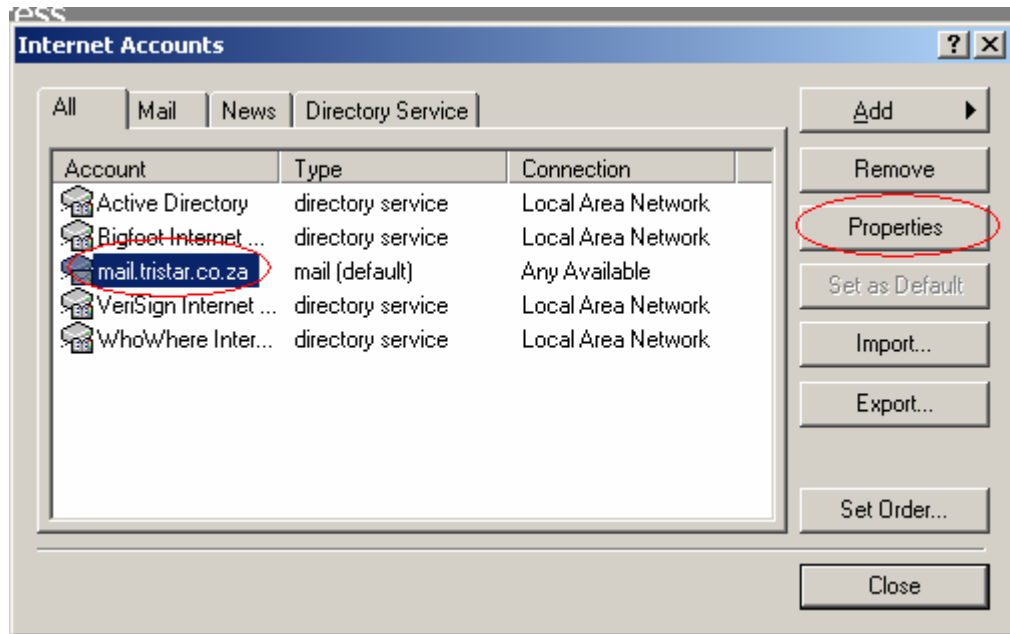 ess
Internet Accounts
All Mail News Directory Service
Add
Account Type Connection
Remove
Active Directory directory service Local Area Network
Properties
Bigfoot Internet ... directory service Local Area Network
mail.tristar.co.za mail (default) Any Available
Set as Default
VeriSign Internet ... directory service Local Area Network
WhoWhere Inter... directory service Local Area Network
Import...
Export...
Set Order...
Close